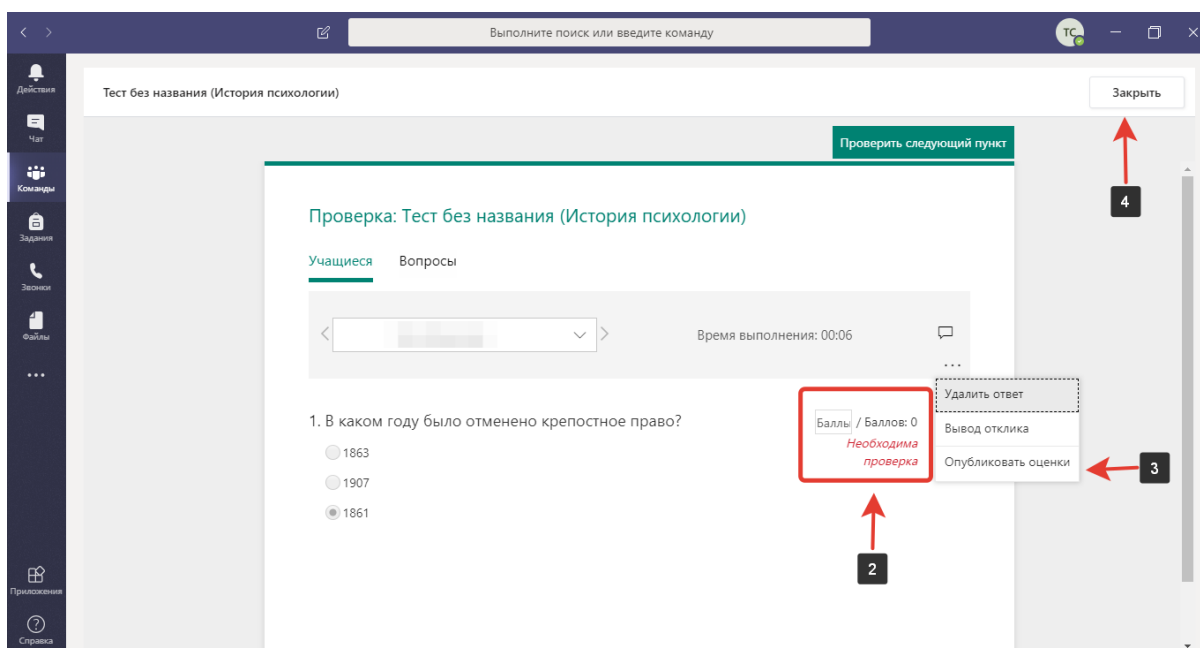 Выполните поиск или введите команду
ТС
Действия
Чат
Команды
Задания
Звонки
Файлы
Приложения
Справка
Тест без названия (История психологии)
Закрыть
4
Проверить следующий пункт
Проверка: Тест без названия (История психологии)
Учащиеся Вопросы
Время выполнения: 00:06
Удалить ответ
Вывод отклика
Опубликовать оценки
3
1. В каком году было отменено крепостное право?
1863
1907
1861
Баллы / Баллов: 0
Необходима
проверка
2